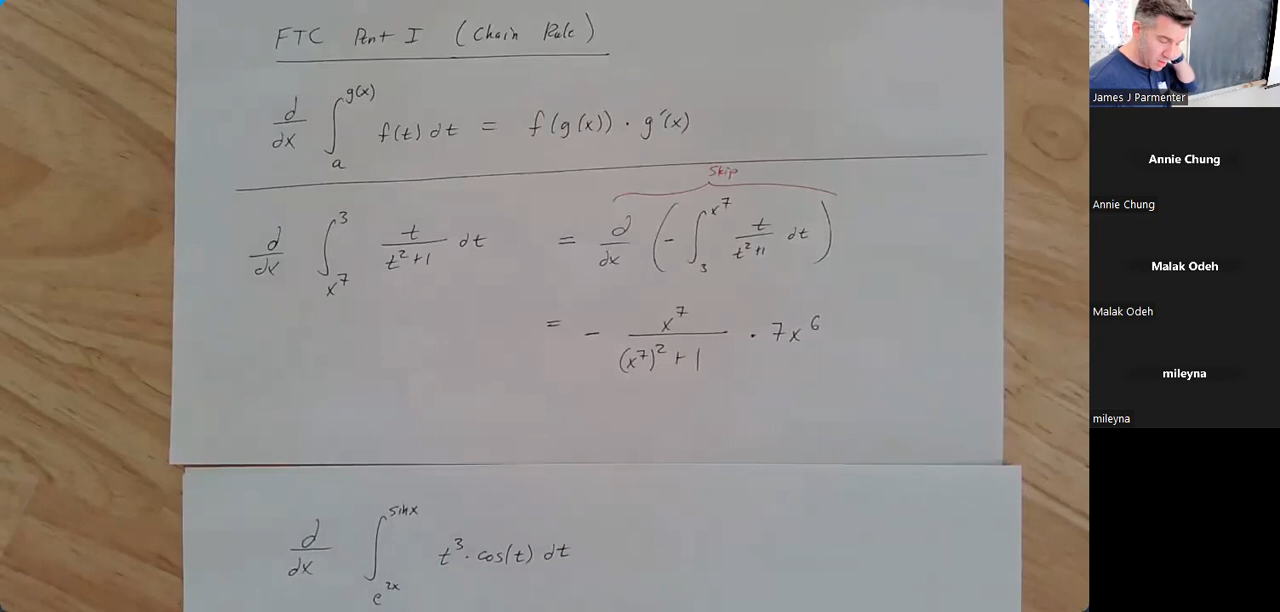 FTC Part I (Chain Rule)
d/dx ∫_a^{g(x)} f(t) dt = f(g(x)) · g'(x)
Skip
d/dx ∫_{x^7}^3 t/(t^2+1) dt = d/dx (- ∫_3^{x^7} t/(t^2+1) dt)
= - x^7/((x^7)^2 + 1) · 7x^6
d/dx ∫_{e^{2x}}^{sinx} t^3 · cos(t) dt
James J Parmenter
Annie Chung
Annie Chung
Malak Odeh
Malak Odeh
mileyna
mileyna